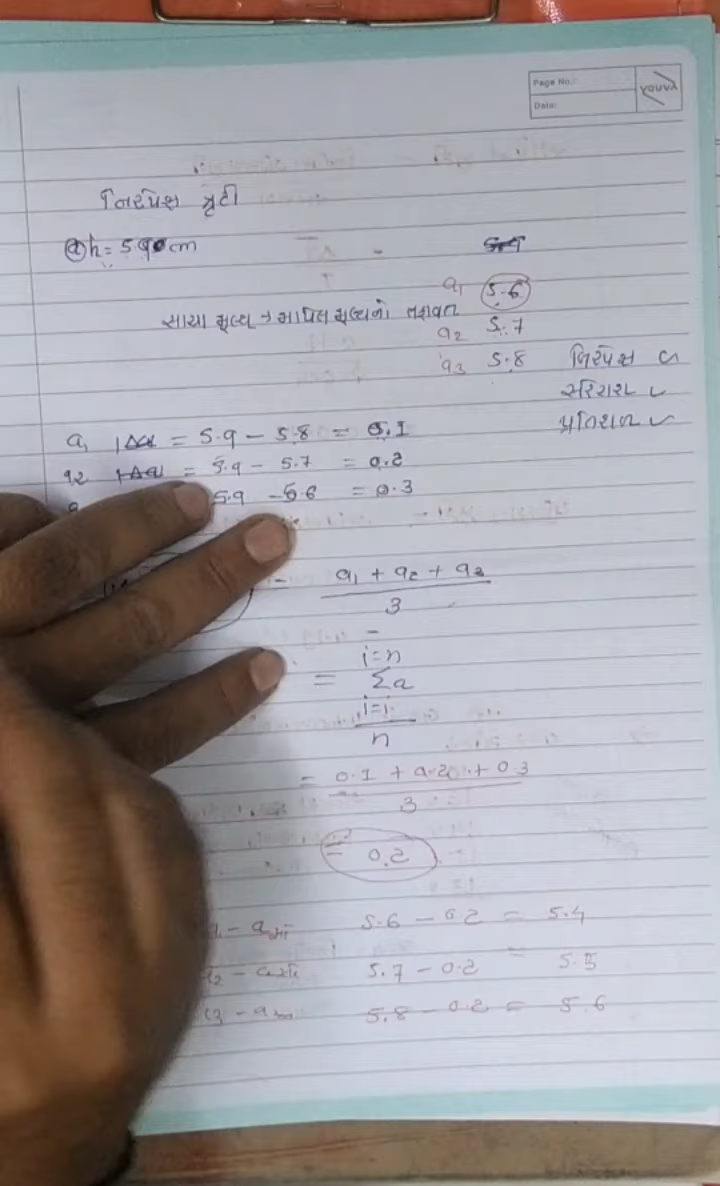 Page No.:
Date:
youva
નિરપેક્ષ ત્રુટી
h = 5.9 cm
a1 5.6
સાચા મૂલ્ય → માપિત મૂલ્યનો તફાવત
a2 5.7
a3 5.8 નિરપેક્ષ
પ્રતિશત
a1 |Δa = 5.9 - 5.8 = 0.1
a2 |Δa = 5.9 - 5.7 = 0.2
5.9 - 5.6 = 0.3
= a1 + a2 + a3
3
i=n
= Σa
i=1
n
= 0.1 + 0.2 + 0.3
3
= 0.2
5.6 - 0.2 = 5.4
5.7 - 0.2 = 5.5
5.8 - 0.2 = 5.6